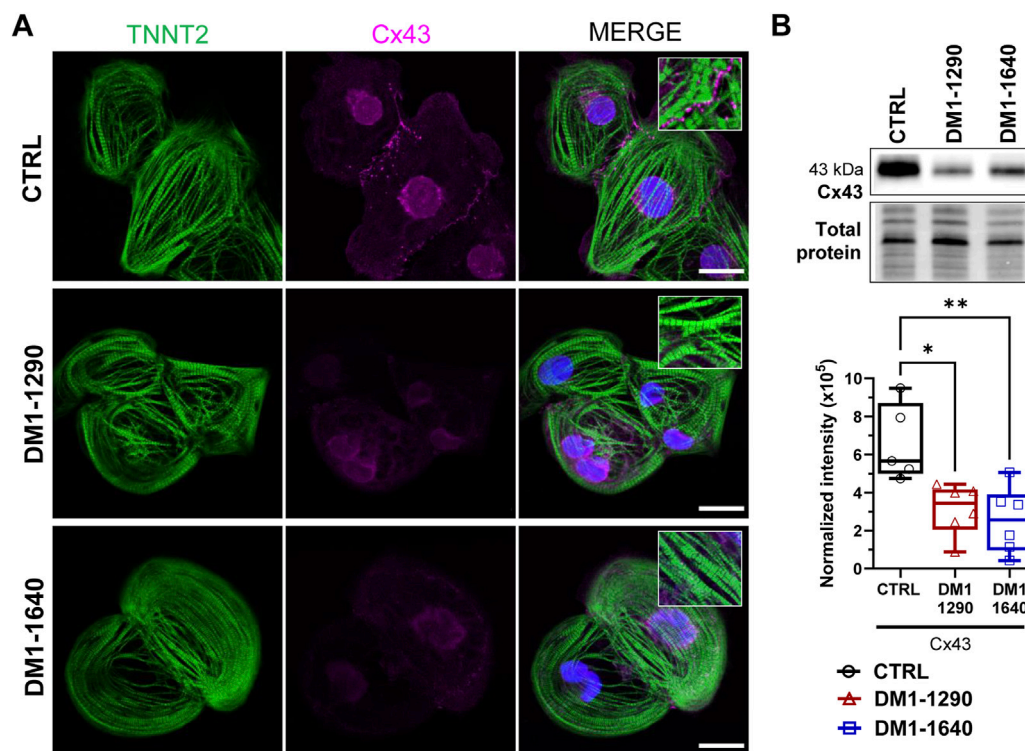 A
TNNT2
Cx43
MERGE
CTRL
DM1-1290
DM1-1640
B
CTRL
DM1-1290
DM1-1640
43 kDa
Cx43
Total
protein
**
*
Normalized intensity (x10⁵)
10
8
6
4
2
0
CTRL
DM1
1290
DM1
1640
Cx43
CTRL
DM1-1290
DM1-1640